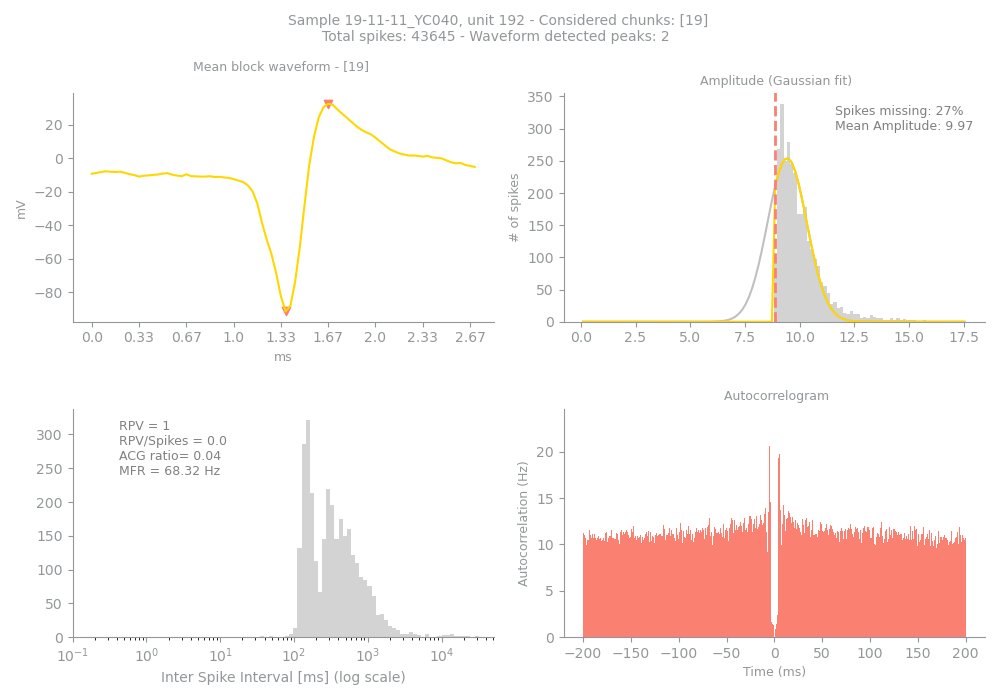 Sample 19-11-11_YC040, unit 192 - Considered chunks: [19]
Total spikes: 43645 - Waveform detected peaks: 2
Mean block waveform - [19]
mV
20
0
−20
−40
−60
−80
0.0 0.33 0.67 1.0 1.33 1.67 2.0 2.33 2.67
ms
Amplitude (Gaussian fit)
Spikes missing: 27%
Mean Amplitude: 9.97
# of spikes
350
300
250
200
150
100
50
0
0.0 2.5 5.0 7.5 10.0 12.5 15.0 17.5
RPV = 1
RPV/Spikes = 0.0
ACG ratio= 0.04
MFR = 68.32 Hz
300
250
200
150
100
50
0
10⁻¹ 10⁰ 10¹ 10² 10³ 10⁴
Inter Spike Interval [ms] (log scale)
Autocorrelogram
Autocorrelation (Hz)
20
15
10
5
0
−200 −150 −100 −50 0 50 100 150 200
Time (ms)